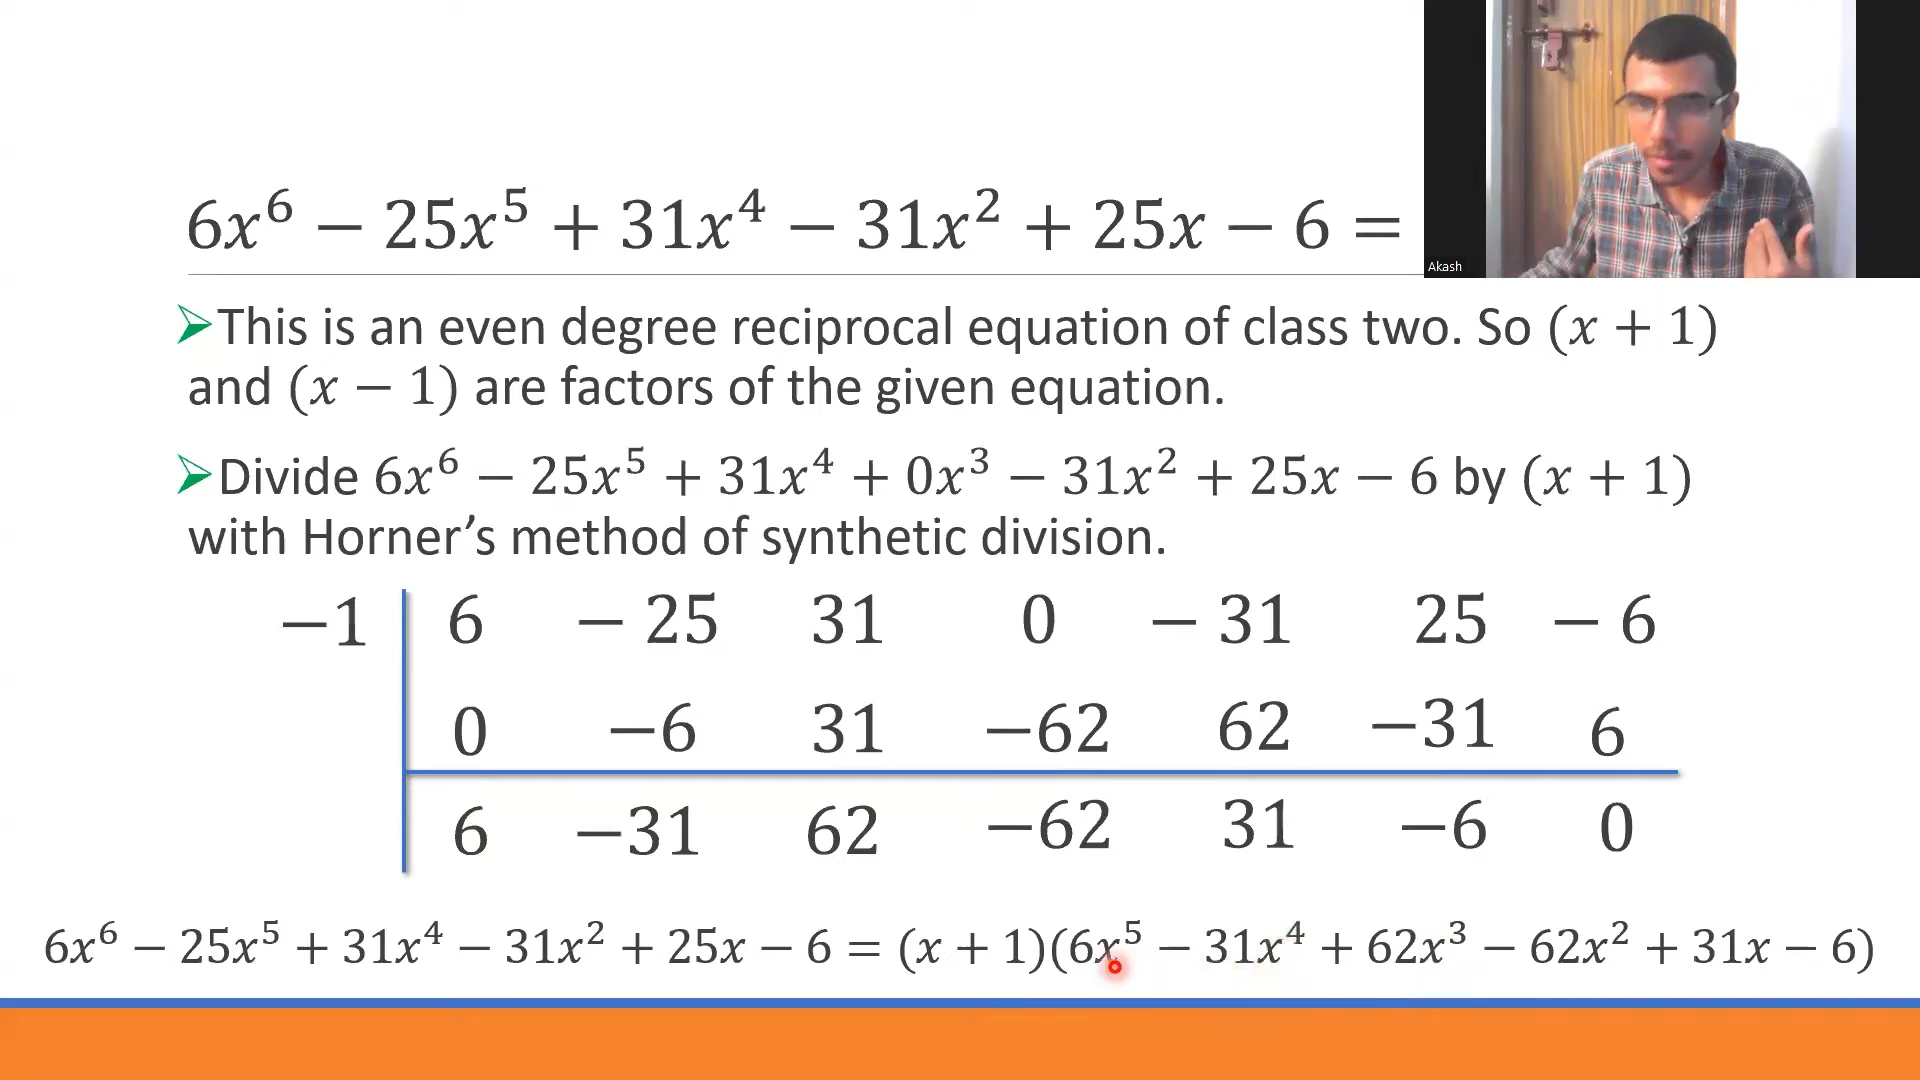 6x⁶ − 25x⁵ + 31x⁴ − 31x² + 25x − 6 =
Akash
➢This is an even degree reciprocal equation of class two. So (x + 1)
and (x − 1) are factors of the given equation.
➢Divide 6x⁶ − 25x⁵ + 31x⁴ + 0x³ − 31x² + 25x − 6 by (x + 1)
with Horner’s method of synthetic division.
−1 6 − 25 31 0 − 31 25 − 6
0 −6 31 −62 62 −31 6
6 −31 62 −62 31 −6 0
6x⁶ − 25x⁵ + 31x⁴ − 31x² + 25x − 6 = (x + 1)(6x⁵ − 31x⁴ + 62x³ − 62x² + 31x − 6)